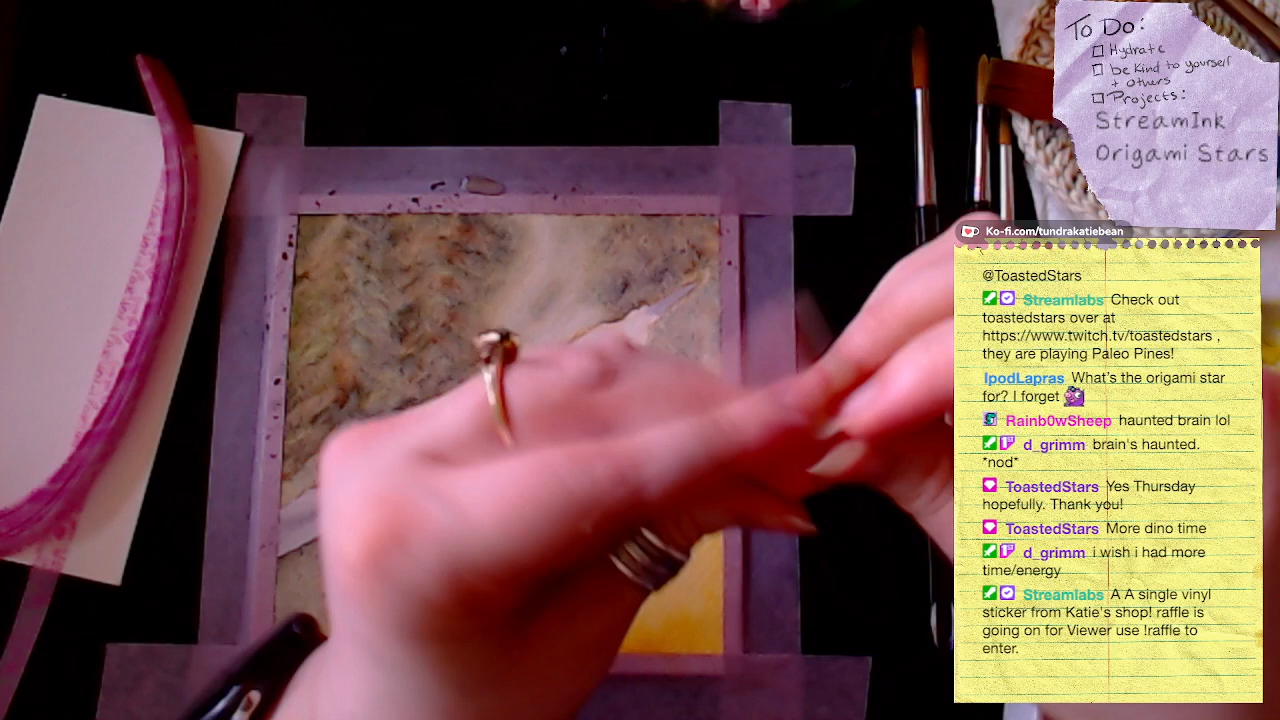 To Do:
Hydrate
be kind to yourself
+ others
Projects:
StreamInk
Origami Stars
Ko-fi.com/tundrakatiebean
@ToastedStars
Streamlabs Check out
toastedstars over at
https://www.twitch.tv/toastedstars ,
they are playing Paleo Pines!
IpodLapras What's the origami star
for? I forget
Rainb0wSheep haunted brain lol
d_grimm brain's haunted.
*nod*
ToastedStars Yes Thursday
hopefully. Thank you!
ToastedStars More dino time
d_grimm i wish i had more
time/energy
Streamlabs A A single vinyl
sticker from Katie's shop! raffle is
going on for Viewer use !raffle to
enter.